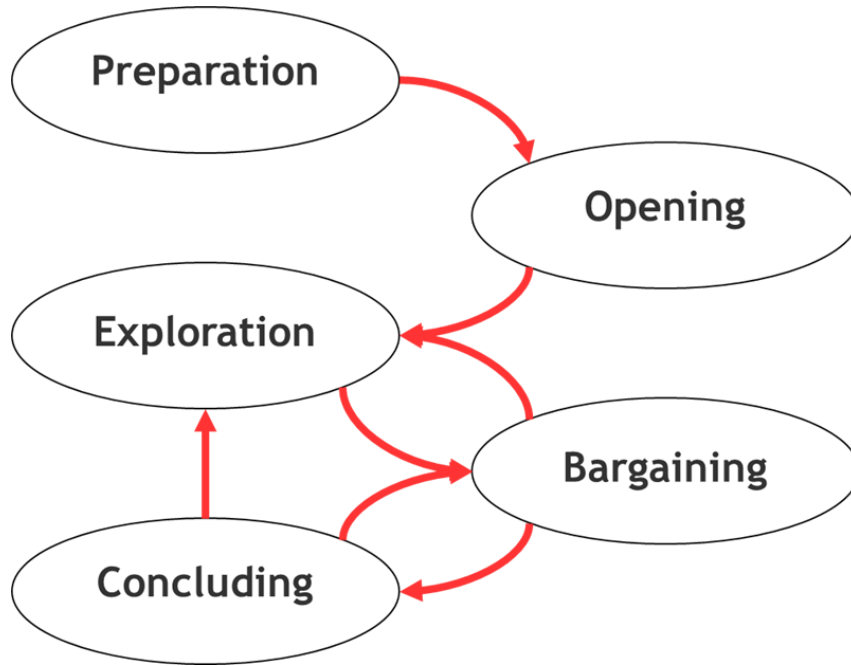 Preparation
Opening
Exploration
Bargaining
Concluding